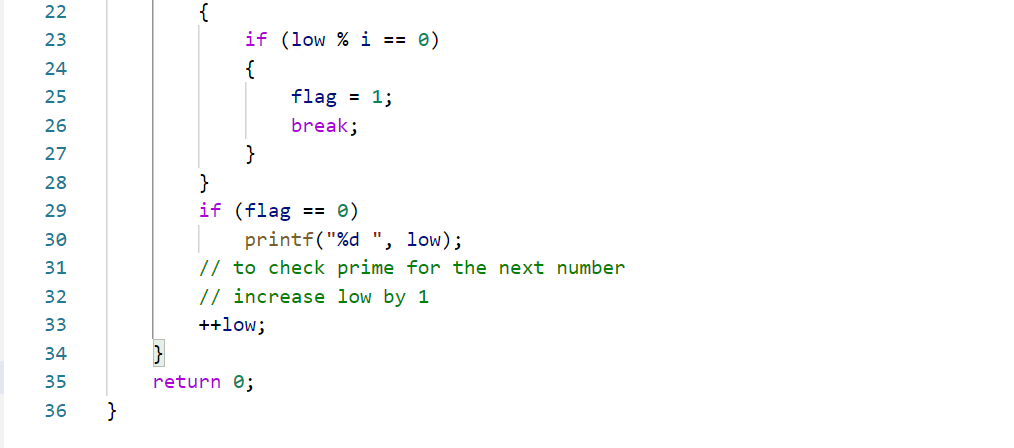 22 {
23 if (low % i == 0)
24 {
25 flag = 1;
26 break;
27 }
28 }
29 if (flag == 0)
30 printf("%d ", low);
31 // to check prime for the next number
32 // increase low by 1
33 ++low;
34 }
35 return 0;
36 }